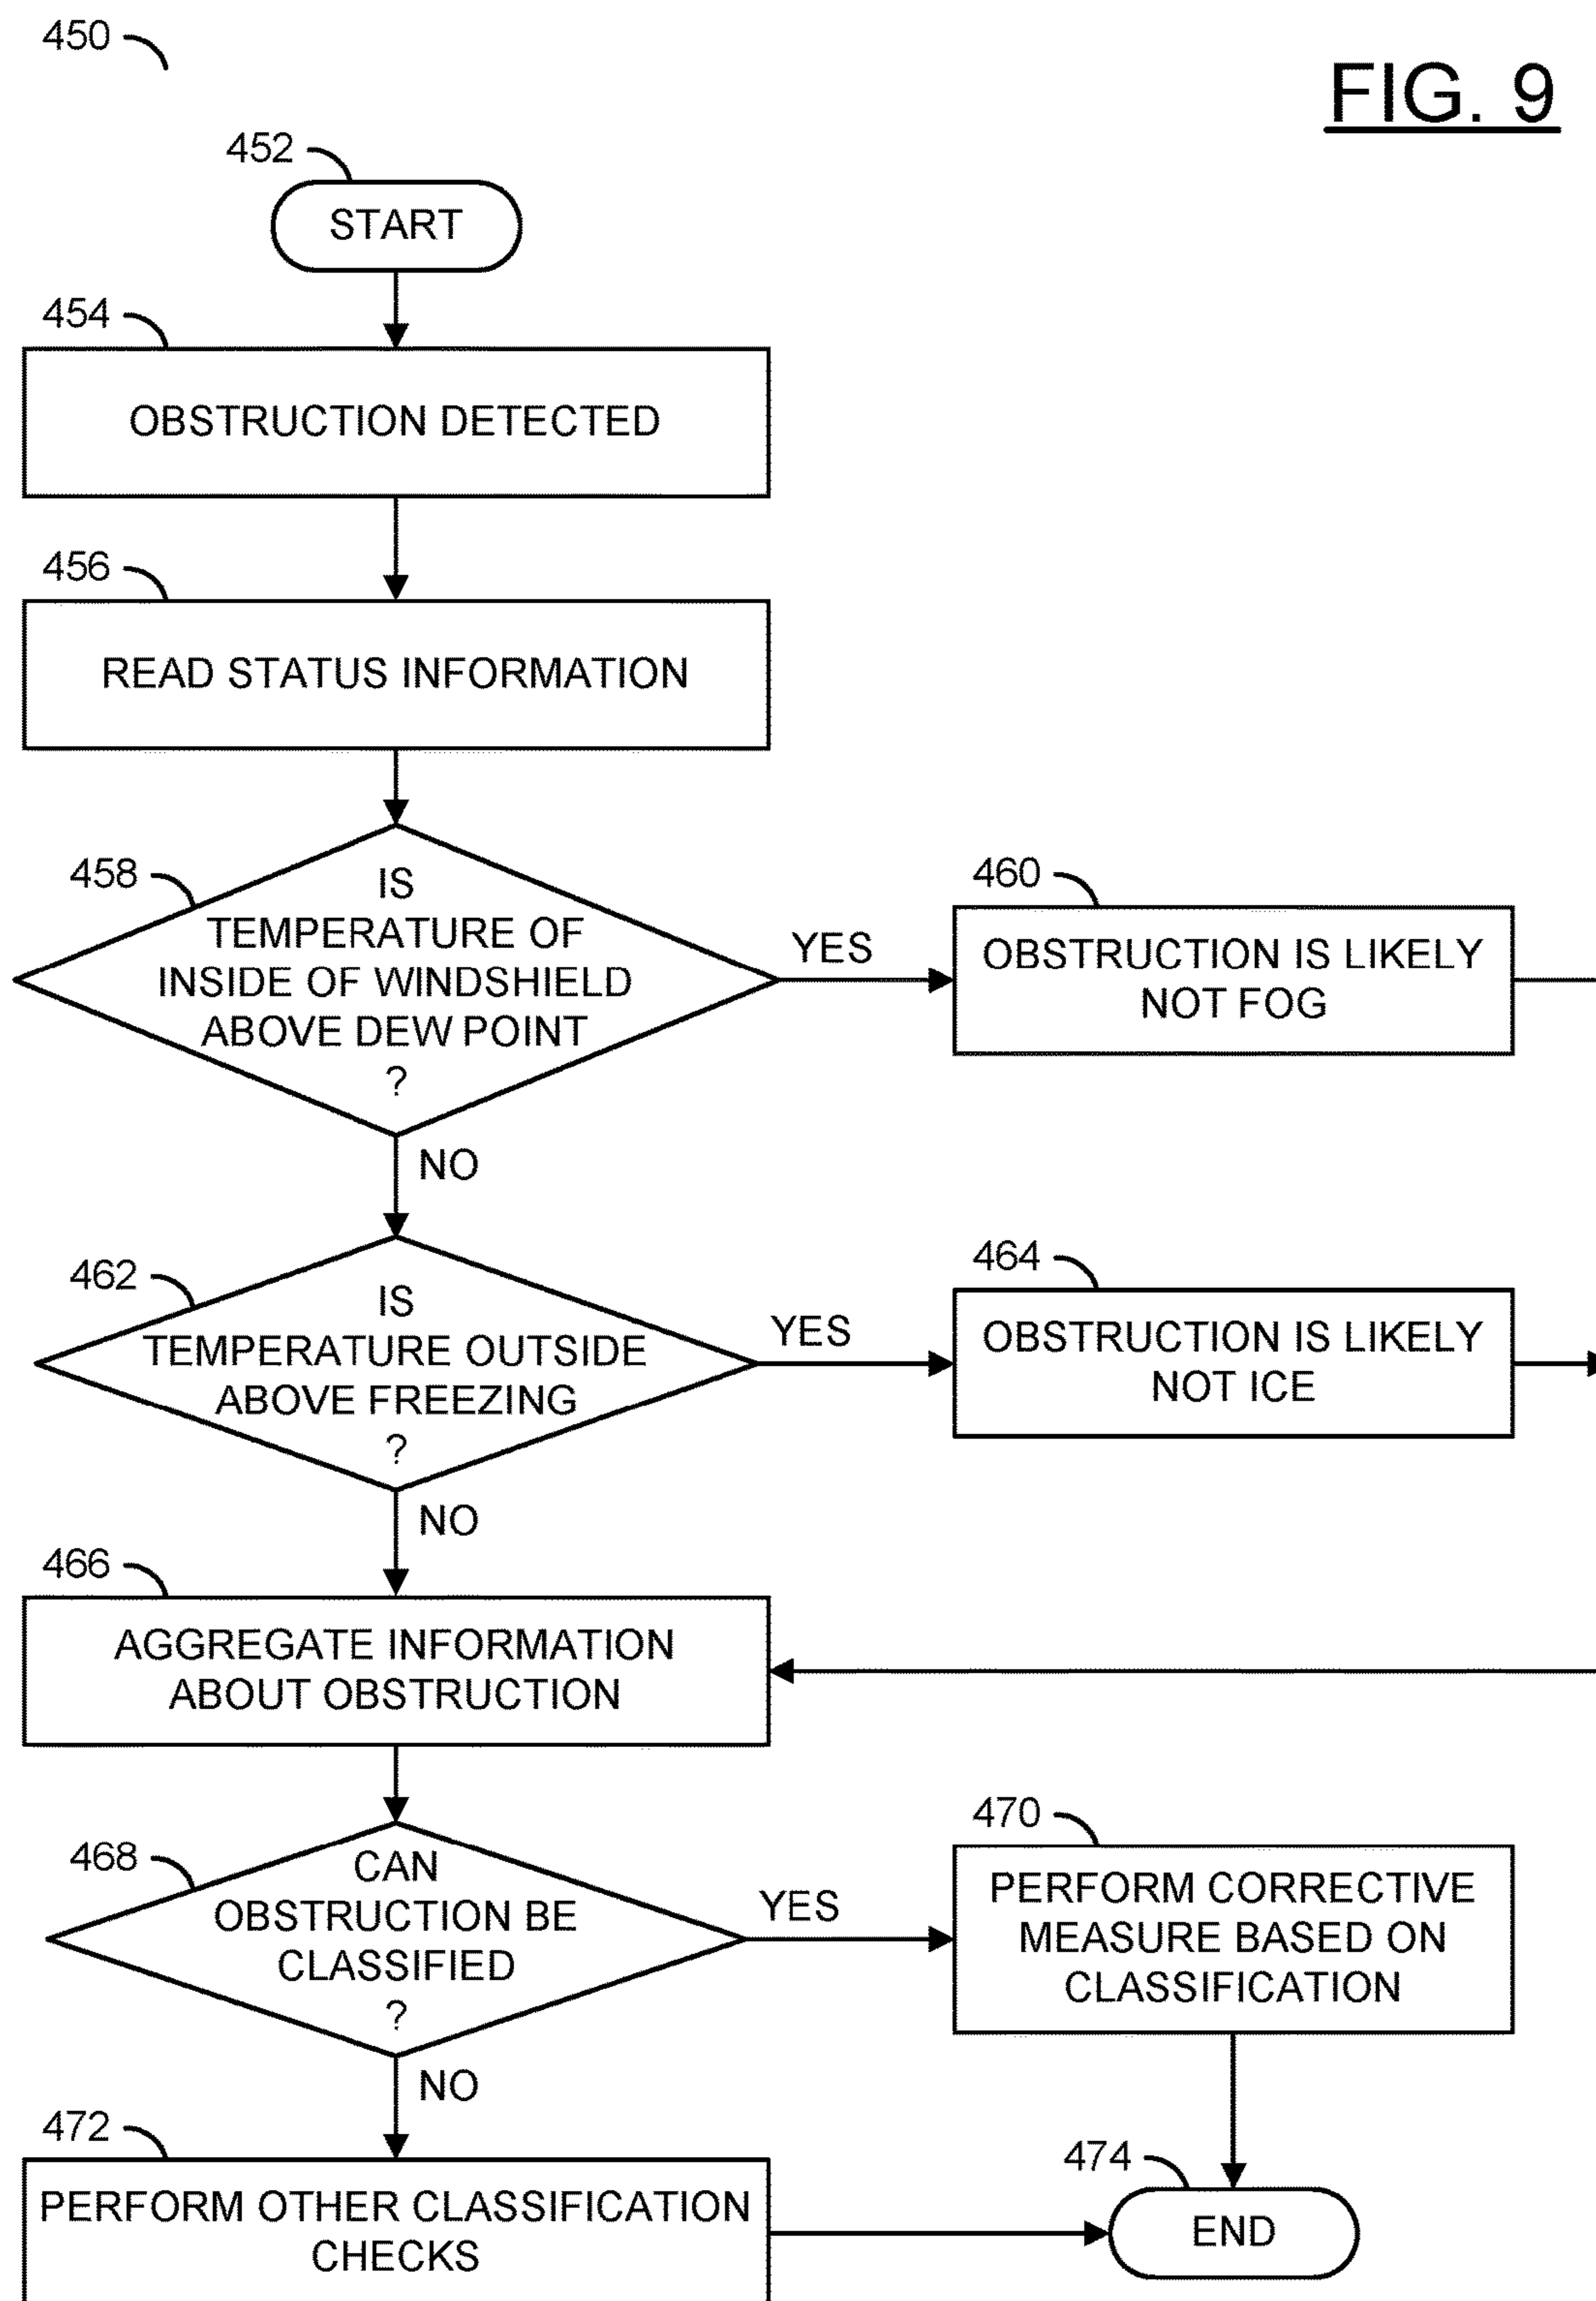 450
FIG. 9
452
START
454
OBSTRUCTION DETECTED
456
READ STATUS INFORMATION
458
IS
TEMPERATURE OF
INSIDE OF WINDSHIELD
ABOVE DEW POINT
?
YES
460
OBSTRUCTION IS LIKELY
NOT FOG
NO
462
IS
TEMPERATURE OUTSIDE
ABOVE FREEZING
?
YES
464
OBSTRUCTION IS LIKELY
NOT ICE
NO
466
AGGREGATE INFORMATION
ABOUT OBSTRUCTION
468
CAN
OBSTRUCTION BE
CLASSIFIED
?
YES
470
PERFORM CORRECTIVE
MEASURE BASED ON
CLASSIFICATION
NO
472
PERFORM OTHER CLASSIFICATION
CHECKS
474
END